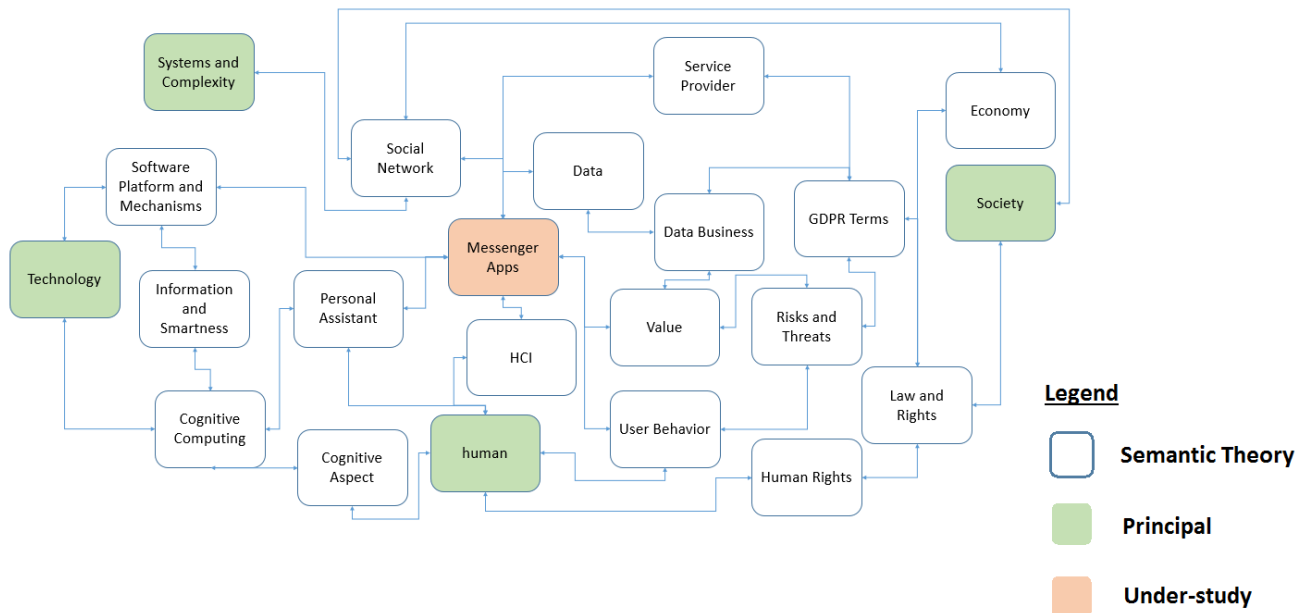 Systems and
Complexity
Service
Provider
Economy
Social
Network
Data
Software
Platform and
Mechanisms
Society
GDPR Terms
Data Business
Messenger
Apps
Technology
Information
and
Smartness
Personal
Assistant
Value
Risks and
Threats
HCI
Law and
Rights
Cognitive
Computing
User Behavior
human
Cognitive
Aspect
Human Rights
Legend
Semantic Theory
Principal
Under-study